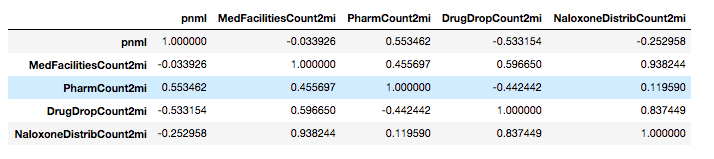 pnml MedFacilitiesCount2mi PharmCount2mi DrugDropCount2mi NaloxoneDistribCount2mi
pnml 1.000000 -0.033926 0.553462 -0.533154 -0.252958
MedFacilitiesCount2mi -0.033926 1.000000 0.455697 0.596650 0.938244
PharmCount2mi 0.553462 0.455697 1.000000 -0.442442 0.119590
DrugDropCount2mi -0.533154 0.596650 -0.442442 1.000000 0.837449
NaloxoneDistribCount2mi -0.252958 0.938244 0.119590 0.837449 1.000000